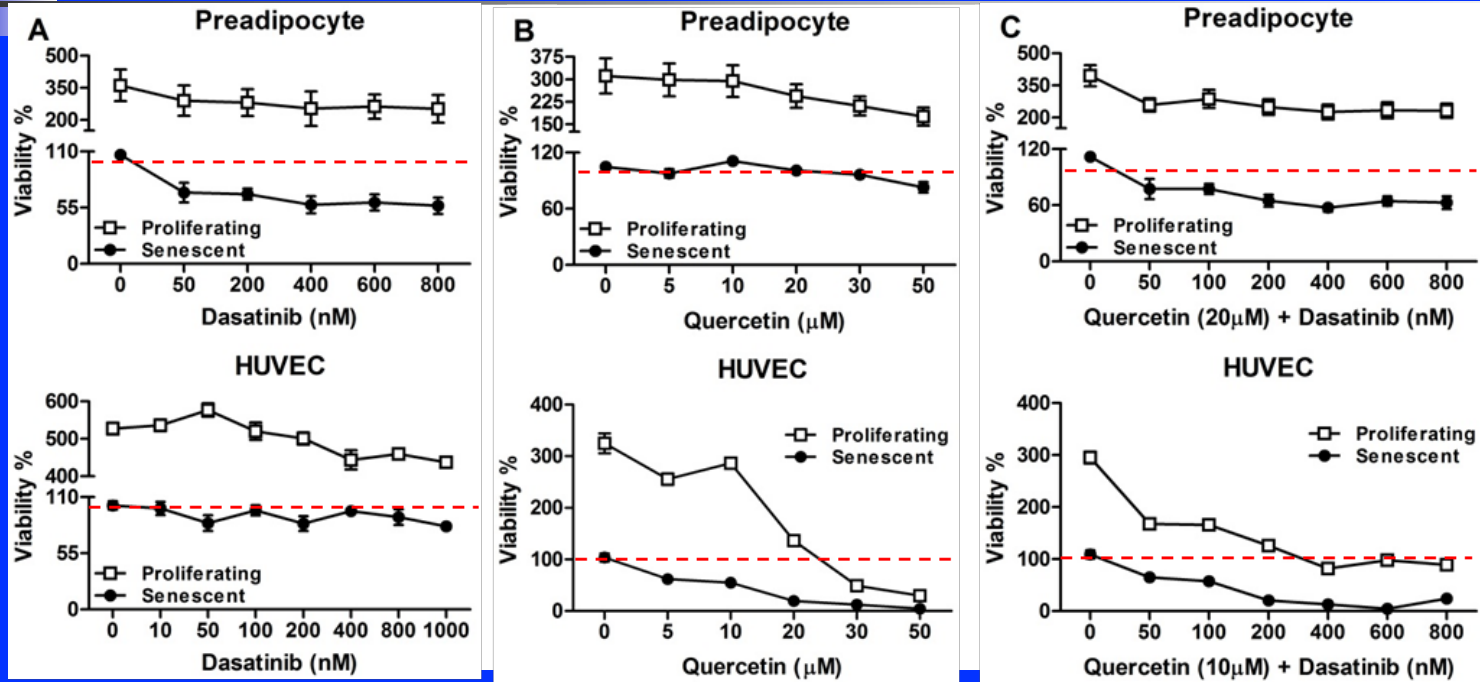 A
Preadipocyte
Viability %
500
350
200
110
55
0
Proliferating
Senescent
0 50 200 400 600 800
Dasatinib (nM)
HUVEC
Viability %
600
500
400
110
55
0
Proliferating
Senescent
0 10 50 100 200 400 800 1000
Dasatinib (nM)
B
Preadipocyte
Viability %
375
300
225
150
120
60
0
Proliferating
Senescent
0 5 10 20 30 50
Quercetin (μM)
HUVEC
Viability %
400
300
200
100
0
Proliferating
Senescent
0 5 10 20 30 50
Quercetin (μM)
C
Preadipocyte
Viability %
500
350
200
120
60
0
Proliferating
Senescent
0 50 100 200 400 600 800
Quercetin (20μM) + Dasatinib (nM)
HUVEC
Viability %
400
300
200
100
0
Proliferating
Senescent
0 50 100 200 400 600 800
Quercetin (10μM) + Dasatinib (nM)